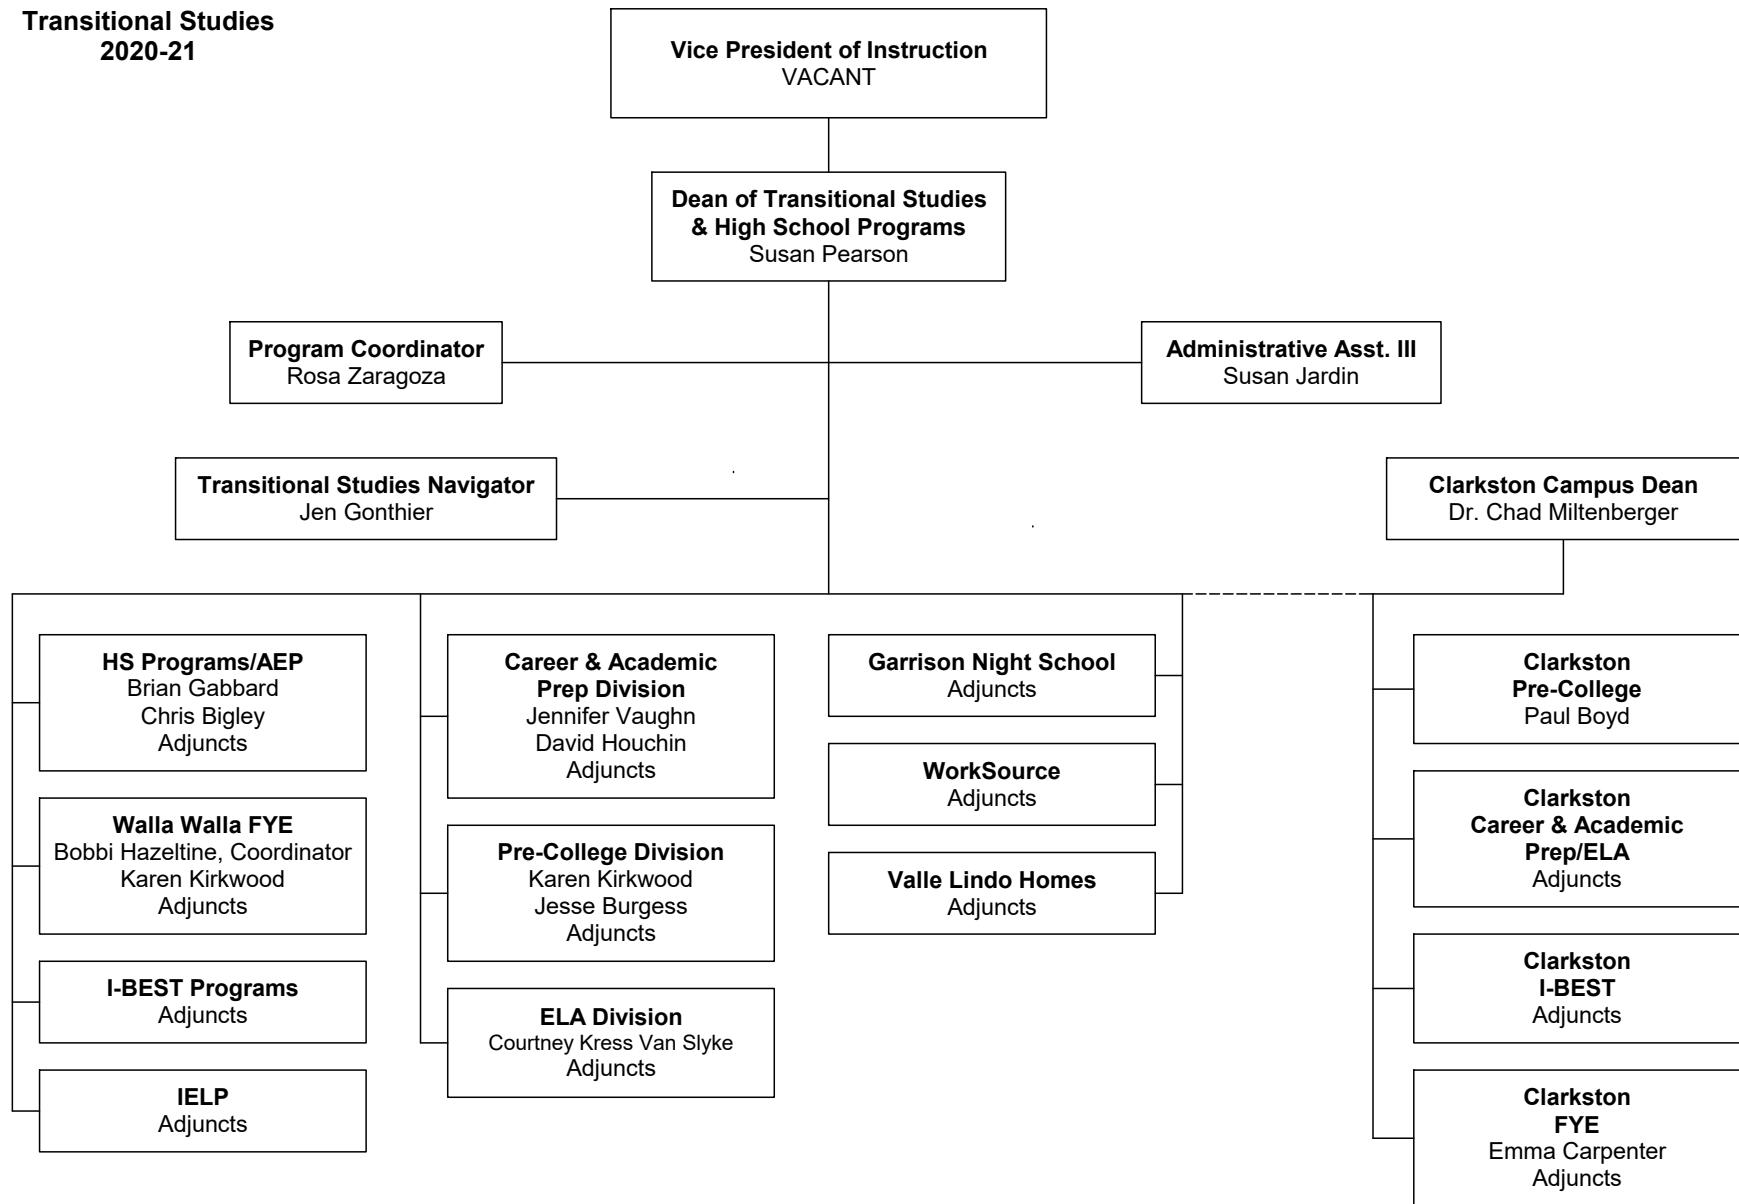 Transitional Studies
2020-21
Vice President of Instruction
VACANT
Dean of Transitional Studies
& High School Programs
Susan Pearson
Program Coordinator
Rosa Zaragoza
Administrative Asst. III
Susan Jardin
Transitional Studies Navigator
Jen Gonthier
Clarkston Campus Dean
Dr. Chad Miltenberger
HS Programs/AEP
Brian Gabbard
Chris Bigley
Adjuncts
Walla Walla FYE
Bobbi Hazeltine, Coordinator
Karen Kirkwood
Adjuncts
I-BEST Programs
Adjuncts
IELP
Adjuncts
Career & Academic
Prep Division
Jennifer Vaughn
David Houchin
Adjuncts
Pre-College Division
Karen Kirkwood
Jesse Burgess
Adjuncts
ELA Division
Courtney Kress Van Slyke
Adjuncts
Garrison Night School
Adjuncts
WorkSource
Adjuncts
Valle Lindo Homes
Adjuncts
Clarkston
Pre-College
Paul Boyd
Clarkston
Career & Academic
Prep/ELA
Adjuncts
Clarkston
I-BEST
Adjuncts
Clarkston
FYE
Emma Carpenter
Adjuncts